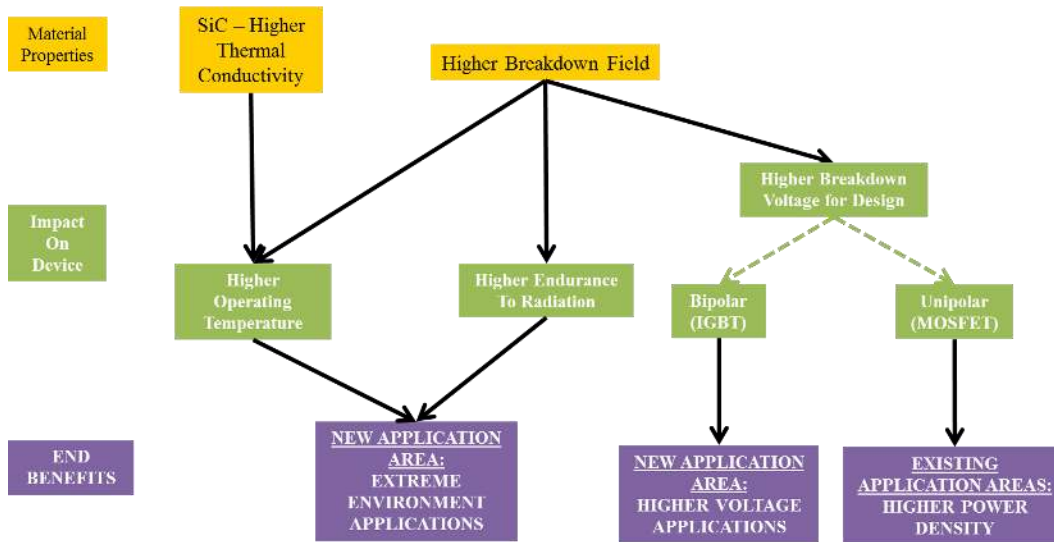 Material
Properties
SiC – Higher
Thermal
Conductivity
Higher Breakdown Field
Impact
On
Device
Higher
Operating
Temperature
Higher Endurance
To Radiation
Higher Breakdown
Voltage for Design
Bipolar
(IGBT)
Unipolar
(MOSFET)
END
BENEFITS
NEW APPLICATION
AREA:
EXTREME
ENVIRONMENT
APPLICATIONS
NEW APPLICATION
AREA:
HIGHER VOLTAGE
APPLICATIONS
EXISTING
APPLICATION AREAS:
HIGHER POWER
DENSITY